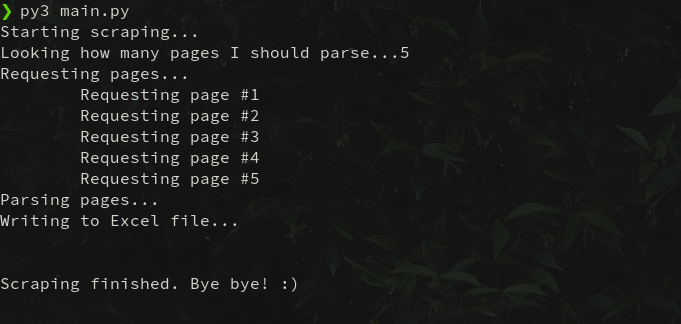 ❯ py3 main.py
Starting scraping...
Looking how many pages I should parse...5
Requesting pages...
        Requesting page #1
        Requesting page #2
        Requesting page #3
        Requesting page #4
        Requesting page #5
Parsing pages...
Writing to Excel file...
Scraping finished. Bye bye! :)